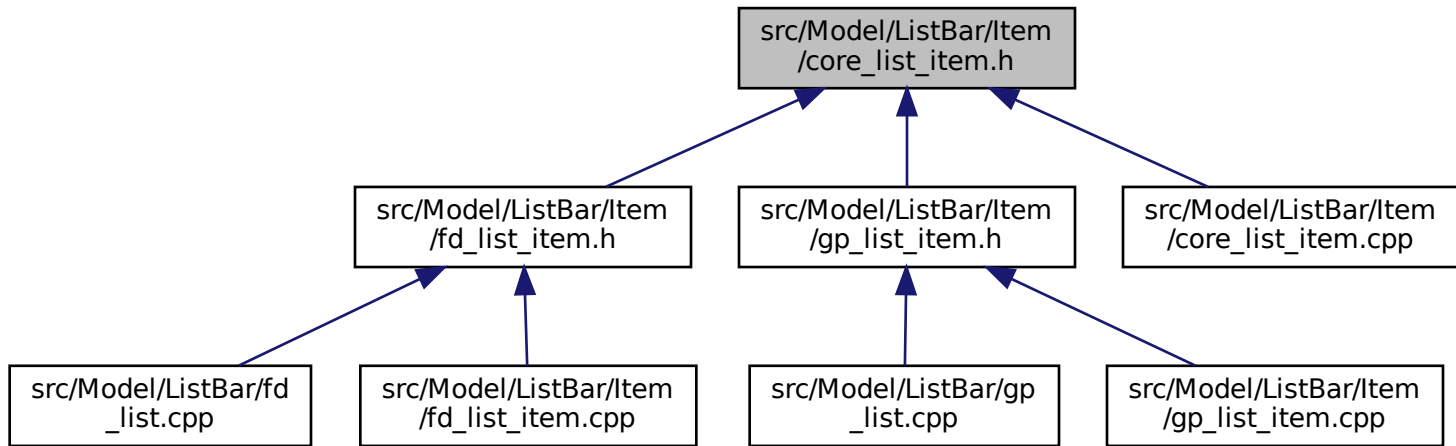 src/Model/ListBar/Item
/core_list_item.h
src/Model/ListBar/Item
/fd_list_item.h
src/Model/ListBar/Item
/gp_list_item.h
src/Model/ListBar/Item
/core_list_item.cpp
src/Model/ListBar/fd
_list.cpp
src/Model/ListBar/Item
/fd_list_item.cpp
src/Model/ListBar/gp
_list.cpp
src/Model/ListBar/Item
/gp_list_item.cpp